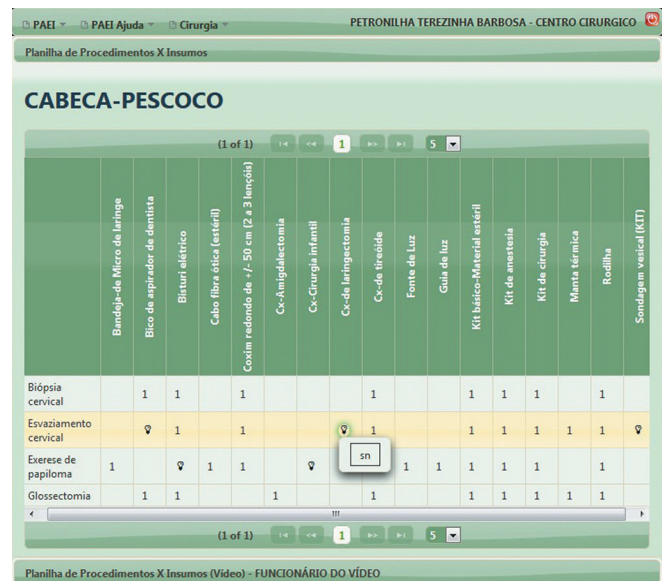 PAEI PAEI Ajuda Cirurgia PETRONILHA TEREZINHA BARBOSA - CENTRO CIRURGICO
Planilha de Procedimentos X Insumos
CABECA-PESCOCO
(1 of 1) 1 5
Bandeja-de Micro de laringe
Bico de aspirador de dentista
Bisturi elétrico
Cabo fibra ótica (estéril)
Coxim redondo de +/- 50 cm (2 a 3 lençóis)
Cx-Amigdalectomia
Cx-Cirurgia infantil
Cx-de laringectomia
Cx-de tireóide
Fonte de Luz
Guia de luz
Kit básico-Material estéril
Kit de anestesia
Kit de cirurgia
Manta térmica
Rodilha
Sondagem vesical (KIT)
Biópsia
cervical 1 1 1 1 1 1 1 1
Esvaziamento
cervical 1 1 1 1 1 1 1 1
sn
Exerese de
papiloma 1 1 1 1 1 1 1 1 1
Glossectomia 1 1 1 1 1 1 1 1 1
(1 of 1) 1 5
Planilha de Procedimentos X Insumos (Vídeo) - FUNCIONÁRIO DO VÍDEO